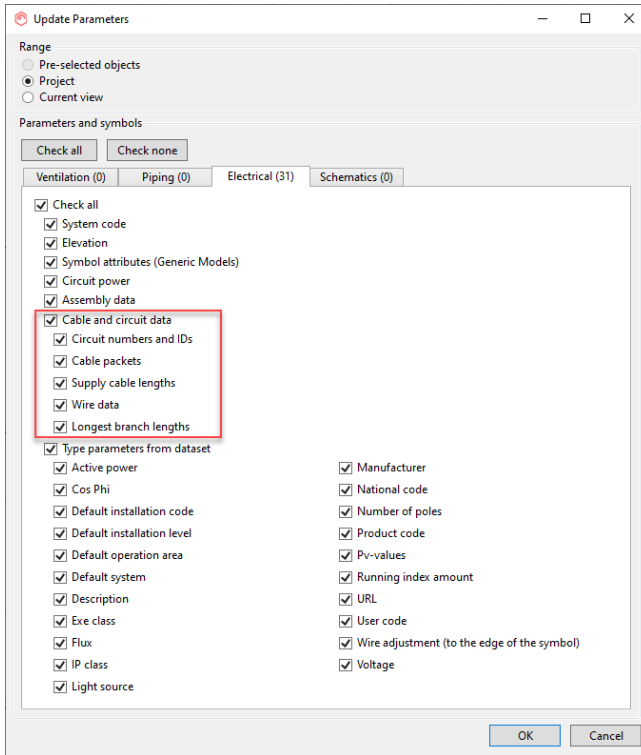 Update Parameters
Range
Pre-selected objects
Project
Current view
Parameters and symbols
Check all Check none
Ventilation (0) Piping (0) Electrical (31) Schematics (0)
Check all
System code
Elevation
Symbol attributes (Generic Models)
Circuit power
Assembly data
Cable and circuit data
Circuit numbers and IDs
Cable packets
Supply cable lengths
Wire data
Longest branch lengths
Type parameters from dataset
Active power
Cos Phi
Default installation code
Default installation level
Default operation area
Default system
Description
Exe class
Flux
IP class
Light source
Manufacturer
National code
Number of poles
Product code
Pv-values
Running index amount
URL
User code
Wire adjustment (to the edge of the symbol)
Voltage
OK Cancel